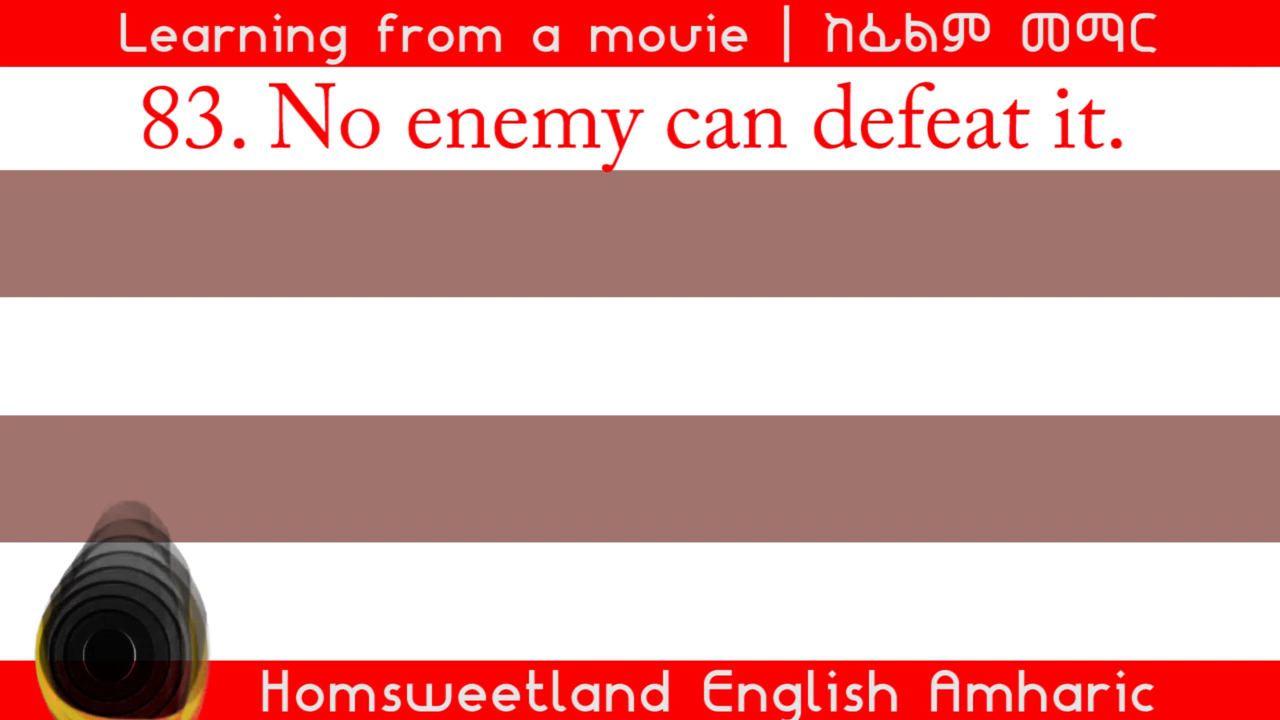 Learning from a movie | ከፊልም መማር
83. No enemy can defeat it.
Homsweetland English Amharic